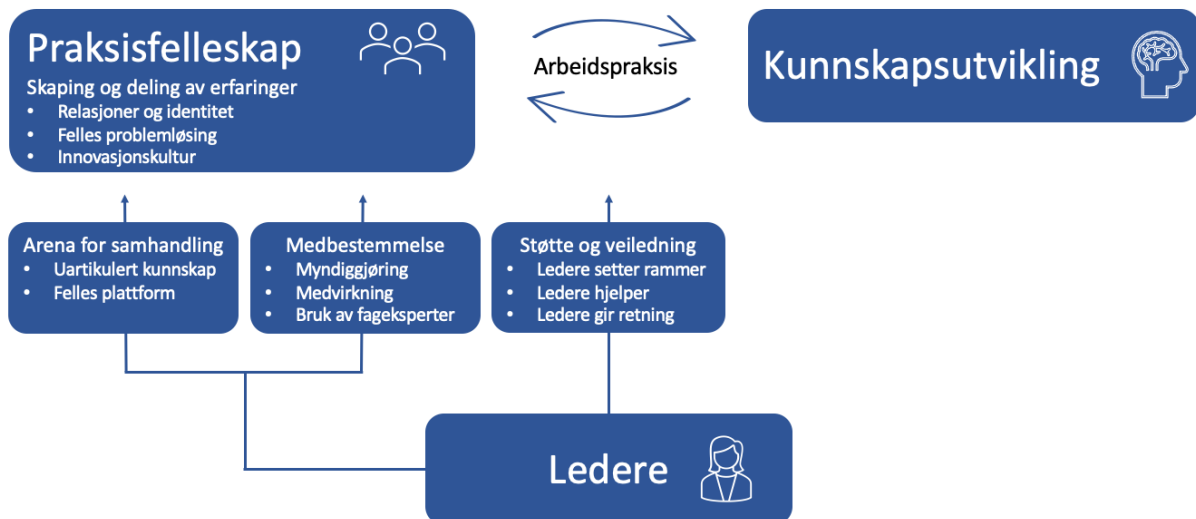 Praksisfelleskap
Skaping og deling av erfaringer
• Relasjoner og identitet
• Felles problemløsing
• Innovasjonskultur
Arbeidspraksis
Kunnskapsutvikling
Arena for samhandling
• Uartikulert kunnskap
• Felles plattform
Medbestemmelse
• Myndiggjøring
• Medvirkning
• Bruk av fageksperter
Støtte og veiledning
• Ledere setter rammer
• Ledere hjelper
• Ledere gir retning
Ledere